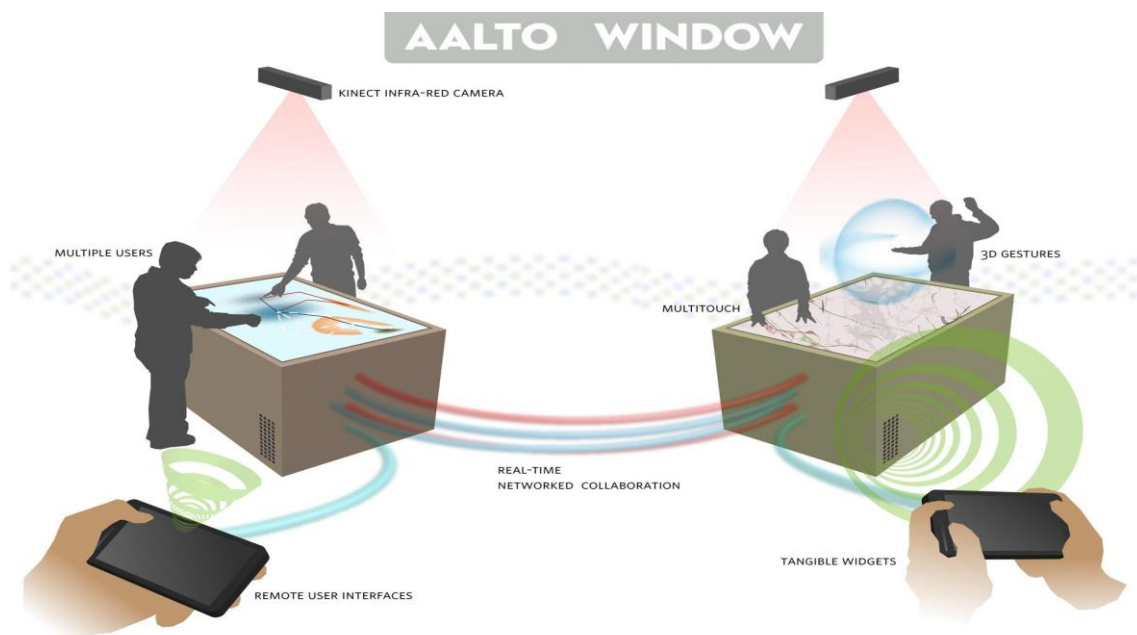 AALTO WINDOW
KINECT INFRA-RED CAMERA
MULTIPLE USERS
3D GESTURES
MULTITOUCH
REAL-TIME
NETWORKED COLLABORATION
TANGIBLE WIDGETS
REMOTE USER INTERFACES